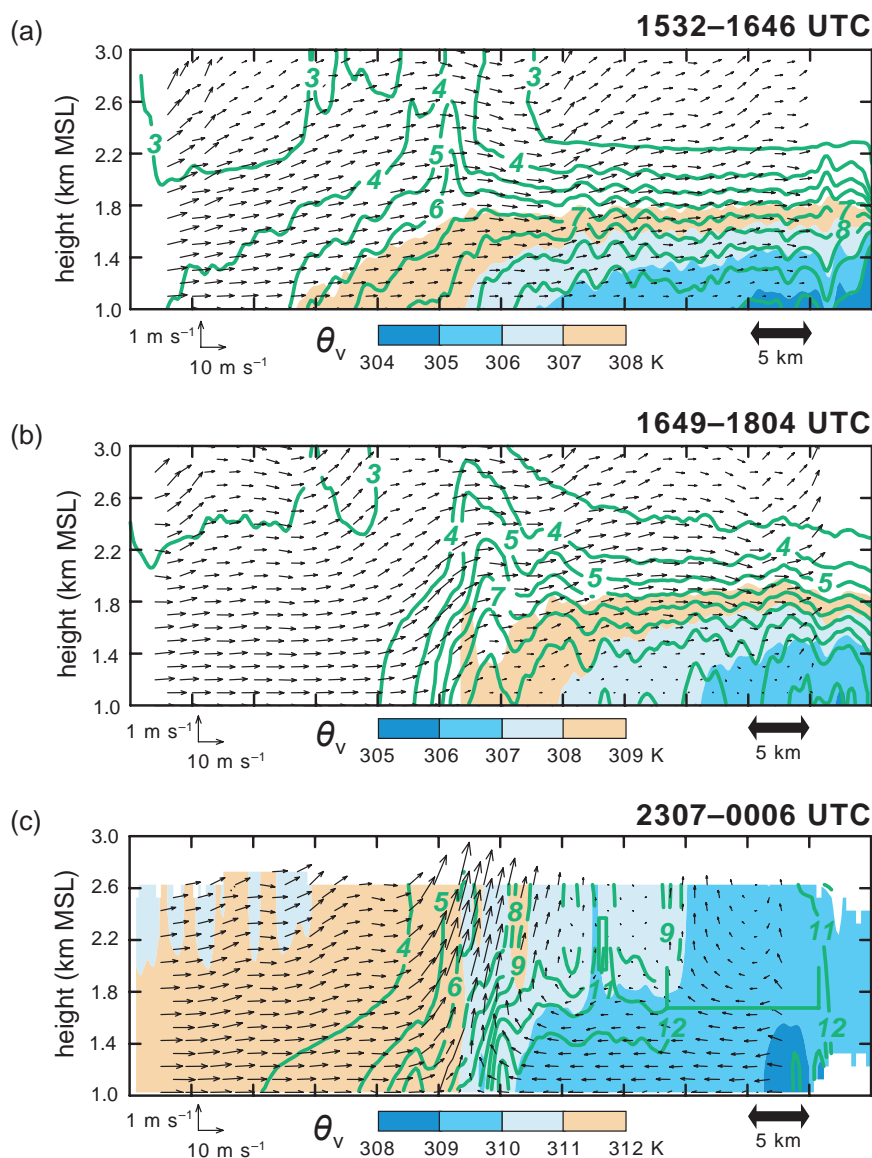 (a)
1532–1646 UTC
height (km MSL)
3.0
2.6
2.2
1.8
1.4
1.0
3
3
4
3
4
4
5
6
7
7
8
1 m s⁻¹
10 m s⁻¹
θᵥ
304 305 306 307 308 K
5 km
(b)
1649–1804 UTC
height (km MSL)
3.0
2.6
2.2
1.8
1.4
1.0
3
4
5
4
4
5
5
7
1 m s⁻¹
10 m s⁻¹
θᵥ
305 306 307 308 309 K
5 km
(c)
2307–0006 UTC
height (km MSL)
3.0
2.6
2.2
1.8
1.4
1.0
5
8
4
9
9
11
6
11
12
12
1 m s⁻¹
10 m s⁻¹
θᵥ
308 309 310 311 312 K
5 km